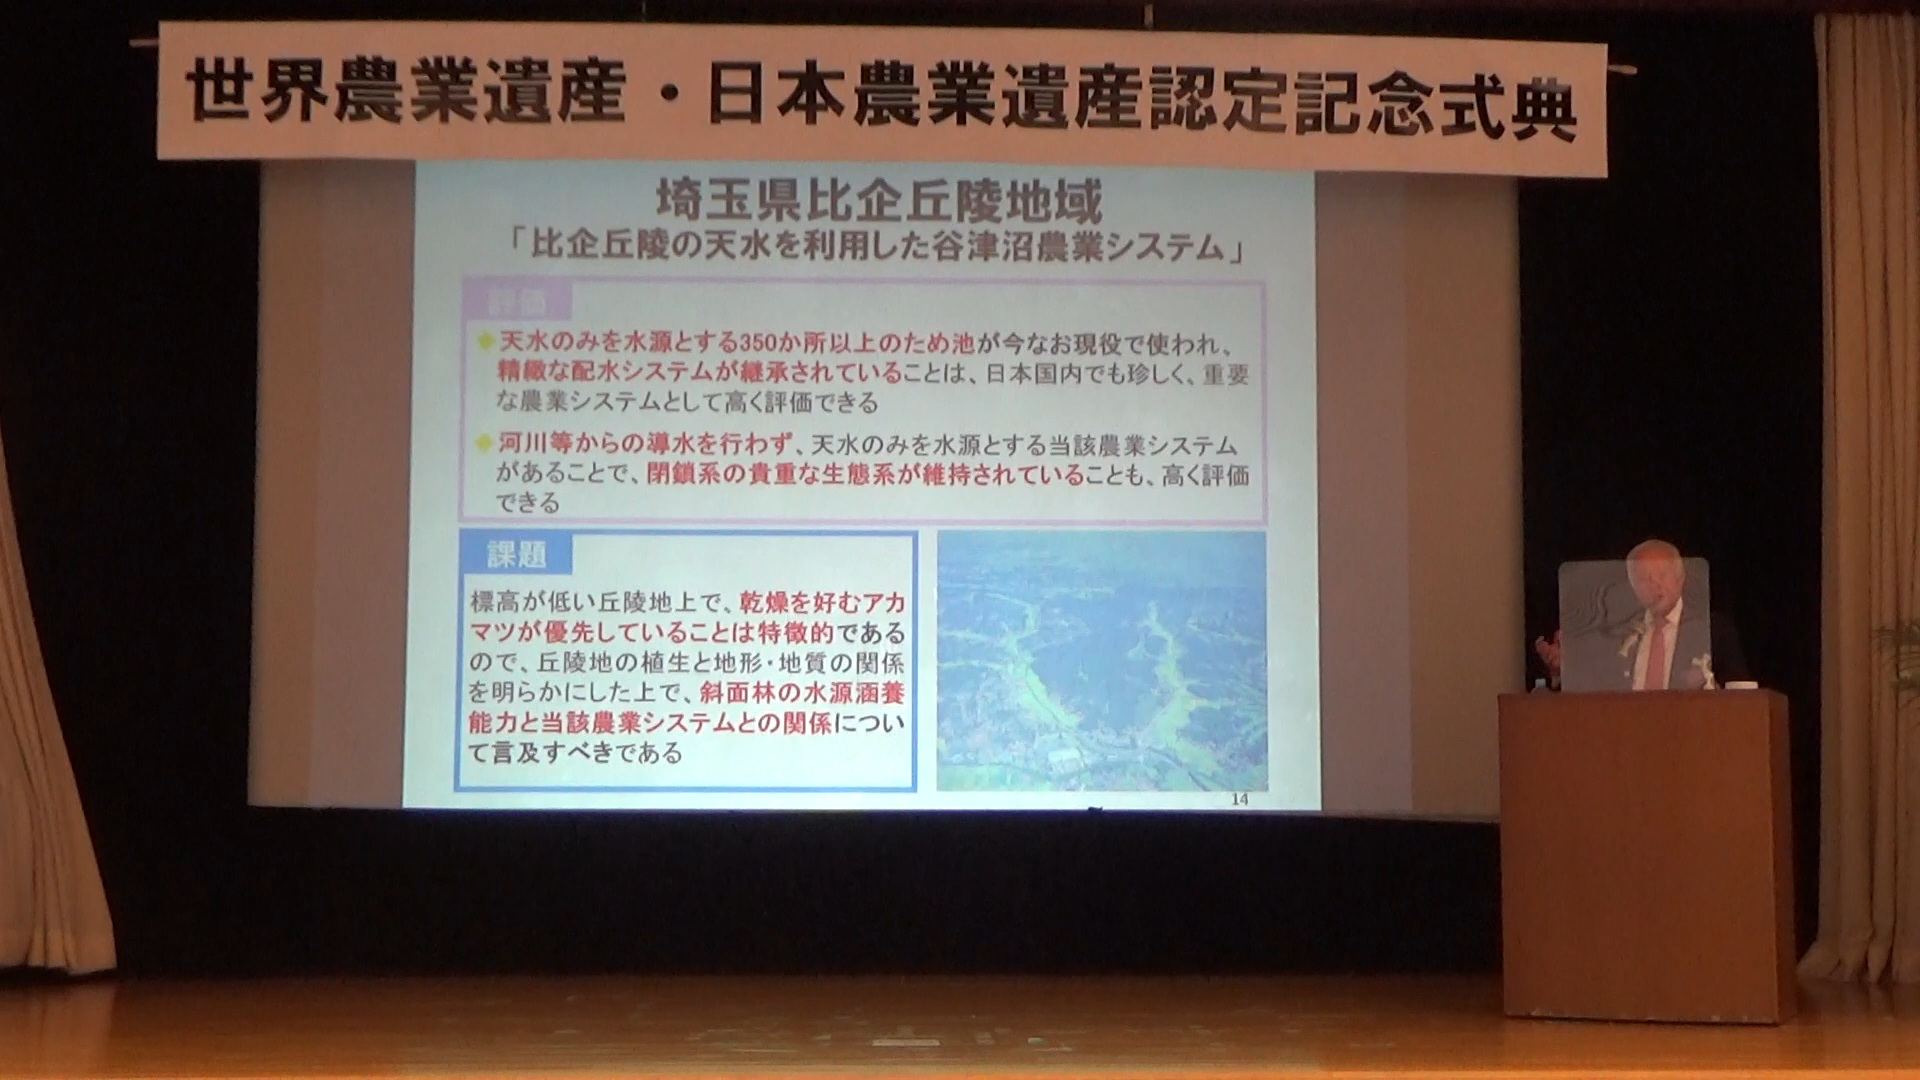 世界農業遺産・日本農業遺産認定記念式典
埼玉県比企丘陵地域
「比企丘陵の天水を利用した谷津沼農業システム」
評価
天水のみを水源とする350か所以上のため池が今なお現役で使われ、
精緻な配水システムが継承されていることは、日本国内でも珍しく、重要
な農業システムとして高く評価できる
河川等からの導水を行わず、天水のみを水源とする当該農業システム
があることで、閉鎖系の貴重な生態系が維持されていることも、高く評価
できる
課題
標高が低い丘陵地上で、乾燥を好むアカ
マツが優先していることは特徴的である
ので、丘陵地の植生と地形・地質の関係
を明らかにした上で、斜面林の水源涵養
能力と当該農業システムとの関係につい
て言及すべきである
14